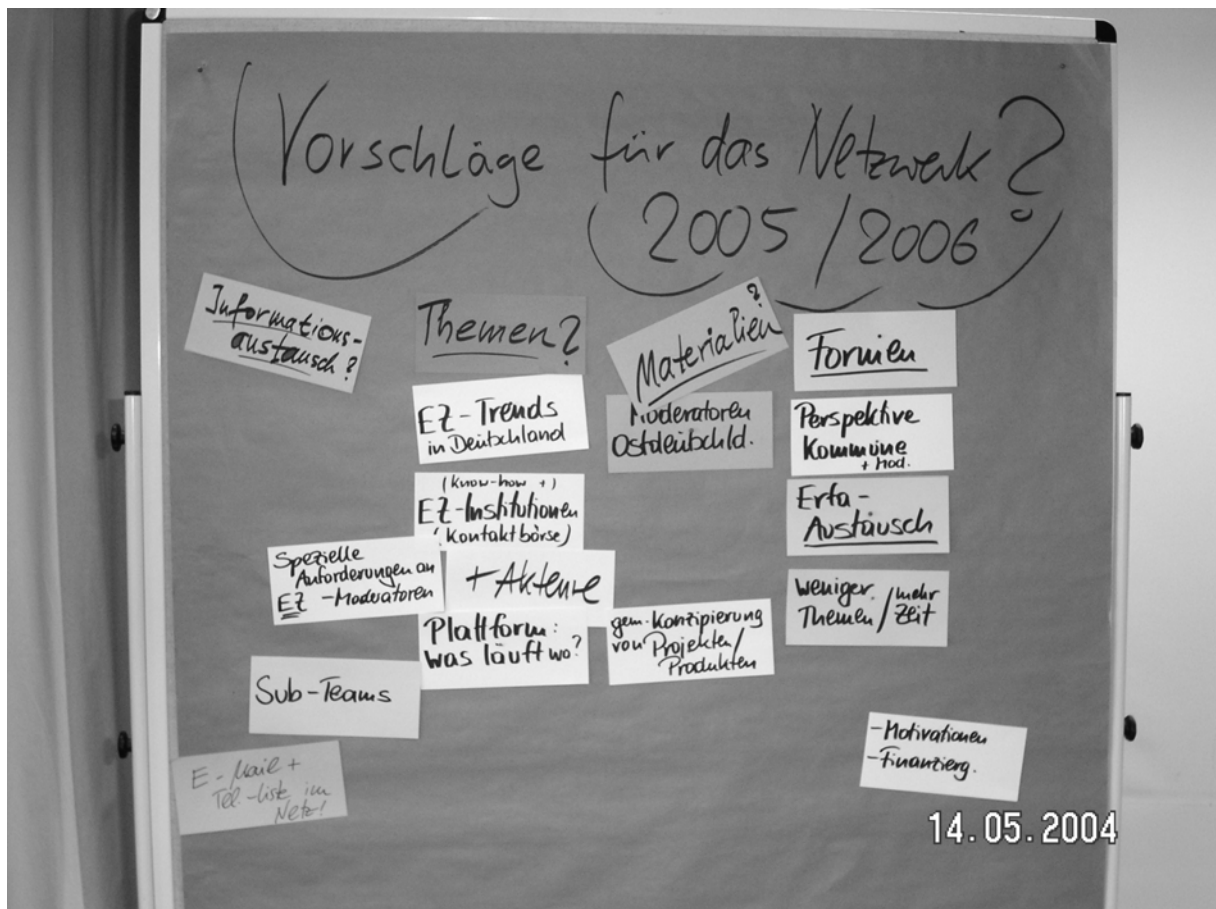 Vorschläge für das Netzwerk?
2005/2006
Informations-
austausch?
Themen?
EZ-Trends
in Deutschland
(know-how +)
EZ-Institutionen
(Kontaktbörse)
+ Akteure
Spezielle
Anforderungen an
EZ-Moderatoren
Plattform:
was läuft wo?
Sub-Teams
E-Mail +
Tel.-liste im
Netz!
Materialien?
Moderatoren
Ostdeutschld.
gem. Konzipierung
von Projekten/
Produkten
Formen
Perspektive
Kommune
+ Mod.
Erfa-
Austausch
weniger / mehr
Themen / Zeit
- Motivationen
- Finanzierg.
14.05.2004